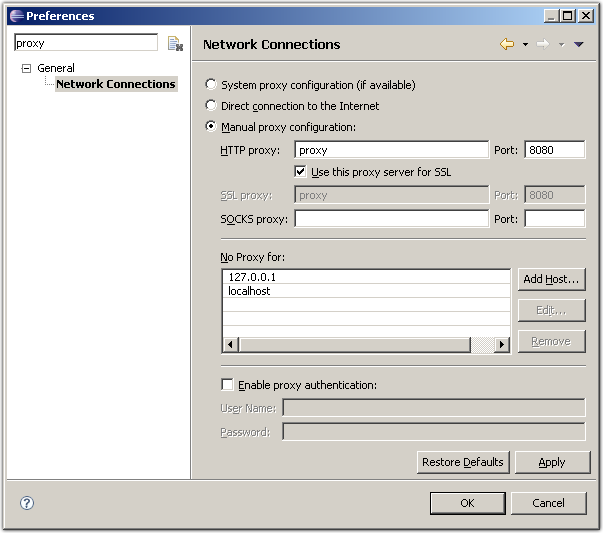 Preferences
proxy
General
Network Connections
Network Connections
System proxy configuration (if available)
Direct connection to the Internet
Manual proxy configuration:
HTTP proxy: proxy Port: 8080
Use this proxy server for SSL
SSL proxy: proxy Port: 8080
SOCKS proxy: Port:
No Proxy for:
127.0.0.1
localhost
Add Host...
Edit...
Remove
Enable proxy authentication:
User Name:
Password:
Restore Defaults Apply
? OK Cancel